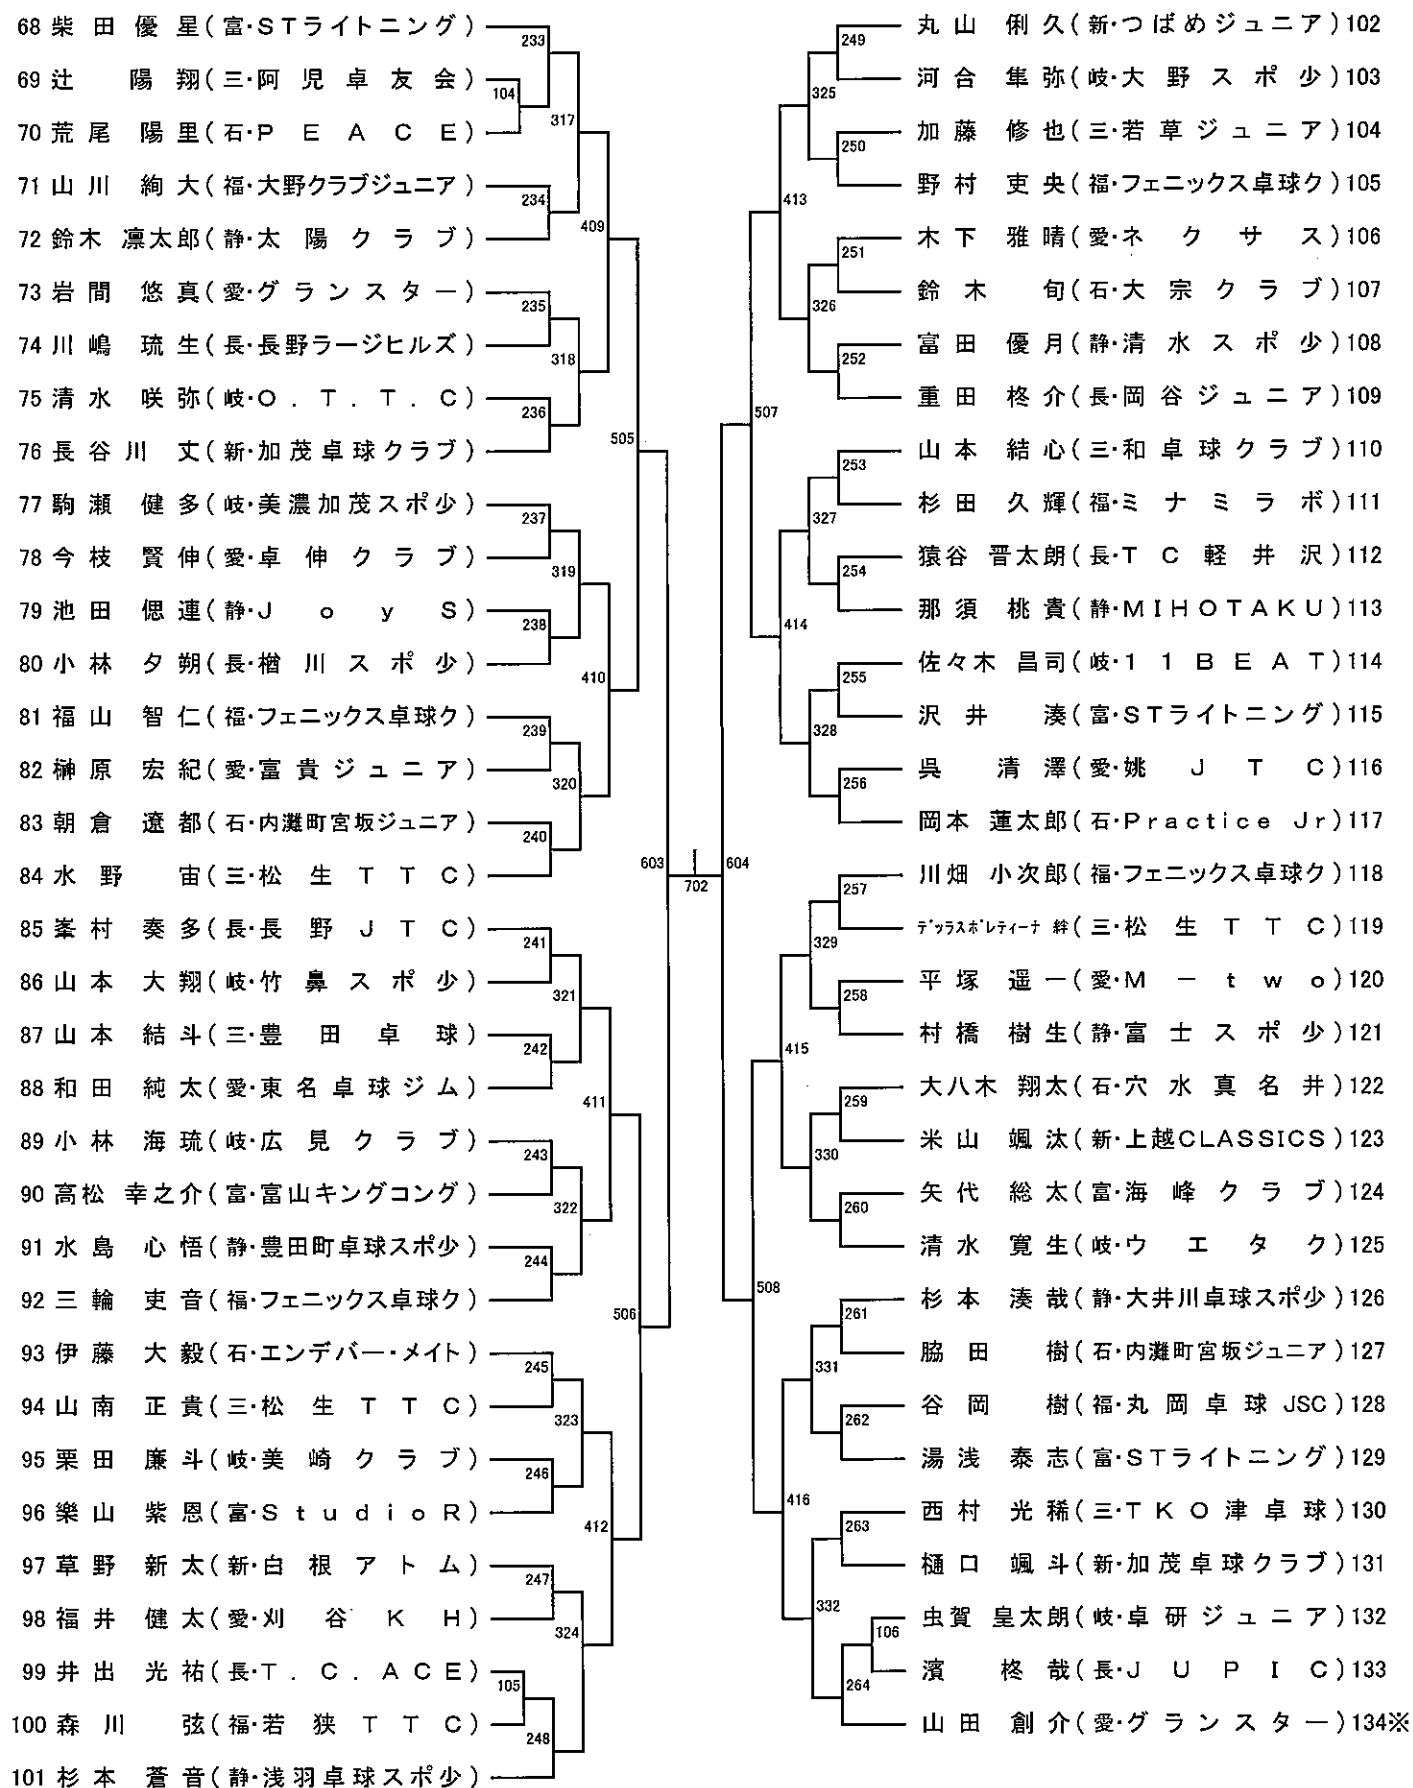 68 柴田優星(富・STライトニング)
69 辻陽翔(三・阿児卓友会)
70 荒尾陽里(石・PEACE)
71 山川絢大(福・大野クラブジュニア)
72 鈴木凛太郎(静・太陽クラブ)
73 岩間悠真(愛・グランスター)
74 川嶋琉生(長・長野ラージヒルズ)
75 清水咲弥(岐・O.T.T.C)
76 長谷川丈(新・加茂卓球クラブ)
77 駒瀬健多(岐・美濃加茂スポ少)
78 今枝賢伸(愛・卓伸クラブ)
79 池田偲連(静・JoyS)
80 小林夕朔(長・楢川スポ少)
81 福山智仁(福・フェニックス卓球ク)
82 榊原宏紀(愛・富貴ジュニア)
83 朝倉遼都(石・内灘町宮坂ジュニア)
84 水野宙(三・松生TTC)
85 峯村奏多(長・長野JTC)
86 山本大翔(岐・竹鼻スポ少)
87 山本結斗(三・豊田卓球)
88 和田純太(愛・東名卓球ジム)
89 小林海琉(岐・広見クラブ)
90 高松幸之介(富・富山キングコング)
91 水島心悟(静・豊田町卓球スポ少)
92 三輪吏音(福・フェニックス卓球ク)
93 伊藤大毅(石・エンデバー・メイト)
94 山南正貴(三・松生TTC)
95 栗田廉斗(岐・美崎クラブ)
96 樂山紫恩(富・StudioR)
97 草野新太(新・白根アトム)
98 福井健太(愛・刈谷KH)
99 井出光祐(長・T.C.ACE)
100 森川弦(福・若狭TTC)
101 杉本蒼音(静・浅羽卓球スポ少)
233
104
317
234
409
235
318
236
505
237
319
238
410
239
320
240
603
241
321
242
411
243
322
244
506
245
323
246
412
247
324
105
248
702
604
249
325
250
413
251
326
252
507
253
327
254
414
255
328
256
257
329
258
415
259
330
260
508
261
331
262
416
263
332
106
264
丸山俐久(新・つばめジュニア)102
河合隼弥(岐・大野スポ少)103
加藤修也(三・若草ジュニア)104
野村吏央(福・フェニックス卓球ク)105
木下雅晴(愛・ネクサス)106
鈴木旬(石・大宗クラブ)107
富田優月(静・清水スポ少)108
重田柊介(長・岡谷ジュニア)109
山本結心(三・和卓球クラブ)110
杉田久輝(福・ミナミラボ)111
猿谷晋太朗(長・TC軽井沢)112
那須桃貴(静・MIHOTAKU)113
佐々木昌司(岐・11BEAT)114
沢井湊(富・STライトニング)115
呉清澤(愛・姚JTC)116
岡本蓮太郎(石・Practice Jr)117
川畑小次郎(福・フェニックス卓球ク)118
デッラスポレティーナ 絆(三・松生TTC)119
平塚遥一(愛・M-two)120
村橋樹生(静・富士スポ少)121
大八木翔太(石・穴水真名井)122
米山颯汰(新・上越CLASSICS)123
矢代総太(富・海峰クラブ)124
清水寛生(岐・ウエタク)125
杉本湊哉(静・大井川卓球スポ少)126
脇田樹(石・内灘町宮坂ジュニア)127
谷岡樹(福・丸岡卓球JSC)128
湯浅泰志(富・STライトニング)129
西村光稀(三・TKO津卓球)130
樋口颯斗(新・加茂卓球クラブ)131
虫賀皇太朗(岐・卓研ジュニア)132
濱柊哉(長・JUPIC)133
山田創介(愛・グランスター)134※